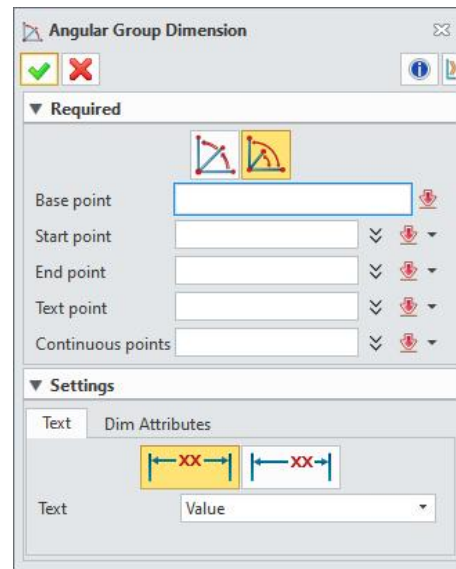 Angular Group Dimension
Required
Base point
Start point
End point
Text point
Continuous points
Settings
Text Dim Attributes
XX XX
Text Value